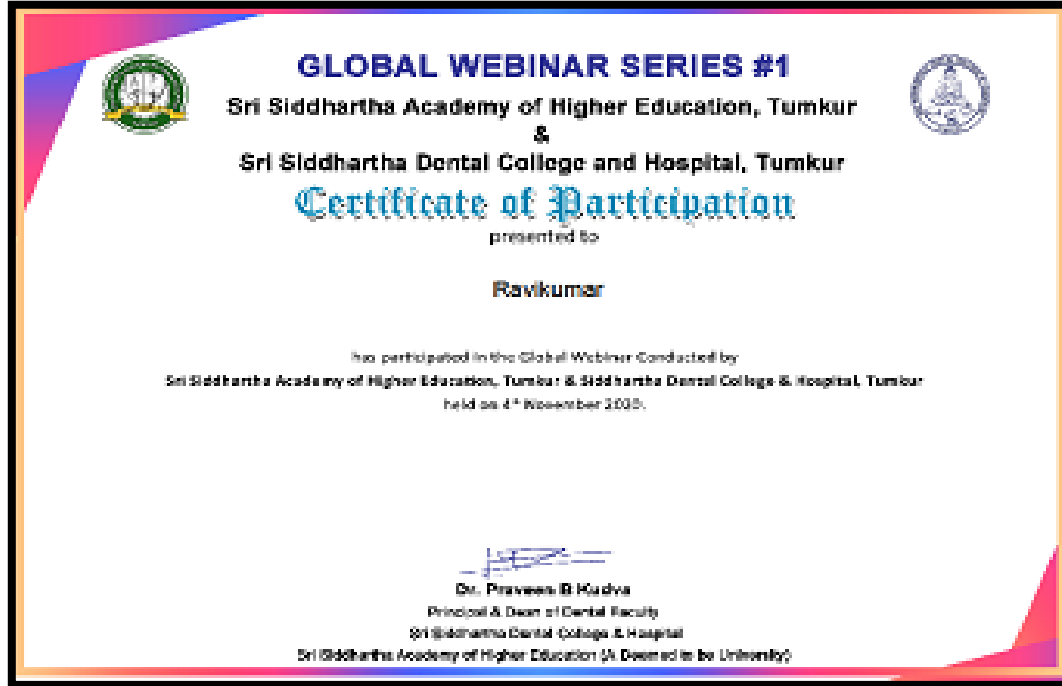 GLOBAL WEBINAR SERIES #1
Sri Siddhartha Academy of Higher Education, Tumkur
&
Sri Siddhartha Dental College and Hospital, Tumkur
Certificate of Participation
presented to
Ravikumar
has participated in the Global Webinar Conducted by
Sri Siddhartha Academy of Higher Education, Tumkur & Siddhartha Dental College & Hospital, Tumkur
held on 4th November 2020.
Dr. Praveen B Kudva
Principal & Dean of Dental Faculty
Sri Siddhartha Dental College & Hospital
Sri Siddhartha Academy of Higher Education (A Deemed to be University)